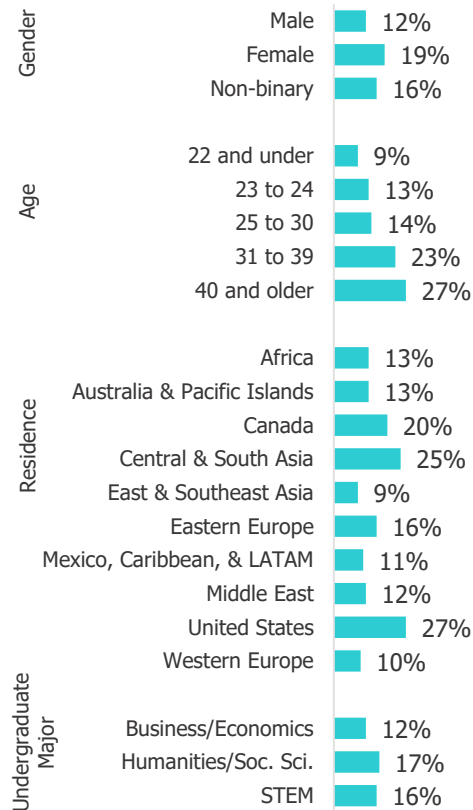 Gender
Male 12%
Female 19%
Non-binary 16%
Age
22 and under 9%
23 to 24 13%
25 to 30 14%
31 to 39 23%
40 and older 27%
Residence
Africa 13%
Australia & Pacific Islands 13%
Canada 20%
Central & South Asia 25%
East & Southeast Asia 9%
Eastern Europe 16%
Mexico, Caribbean, & LATAM 11%
Middle East 12%
United States 27%
Western Europe 10%
Undergraduate
Major
Business/Economics 12%
Humanities/Soc. Sci. 17%
STEM 16%